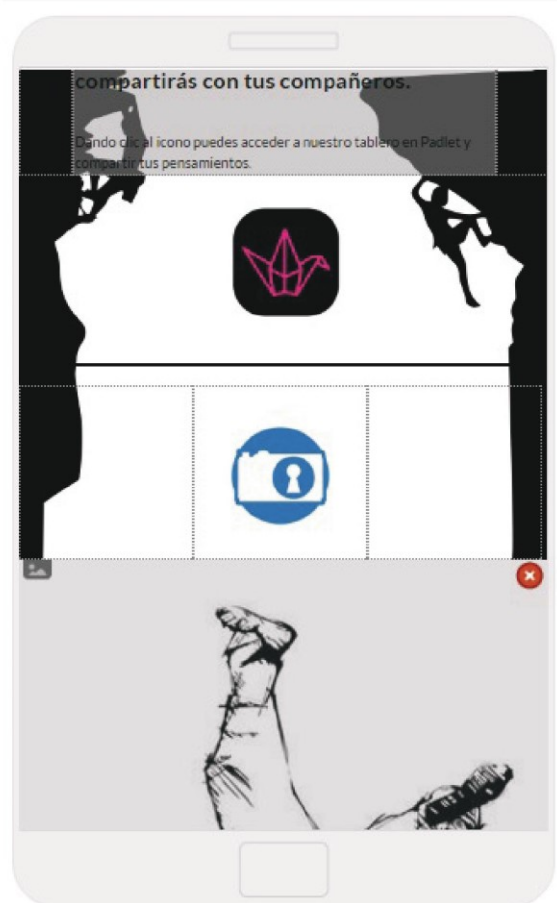 compartirás con tus compañeros.
Dando clic al icono puedes acceder a nuestro tablero en Padlet y
compartir tus pensamientos.